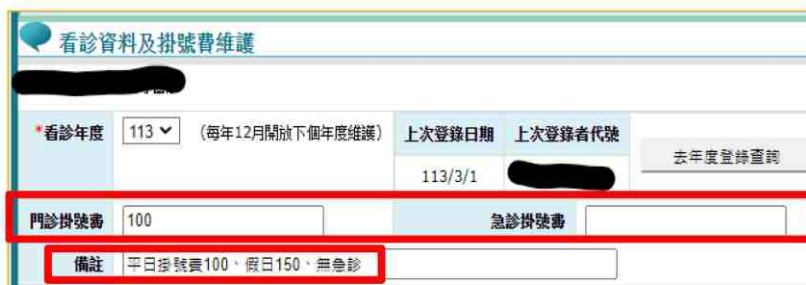 看診資料及掛號費維護
*看診年度 113 (每年12月開放下個年度維護) 上次登錄日期 上次登錄者代號 去年度登錄查詢
113/3/1
門診掛號費 100 急診掛號費
備註 平日掛號費100、假日150、無急診